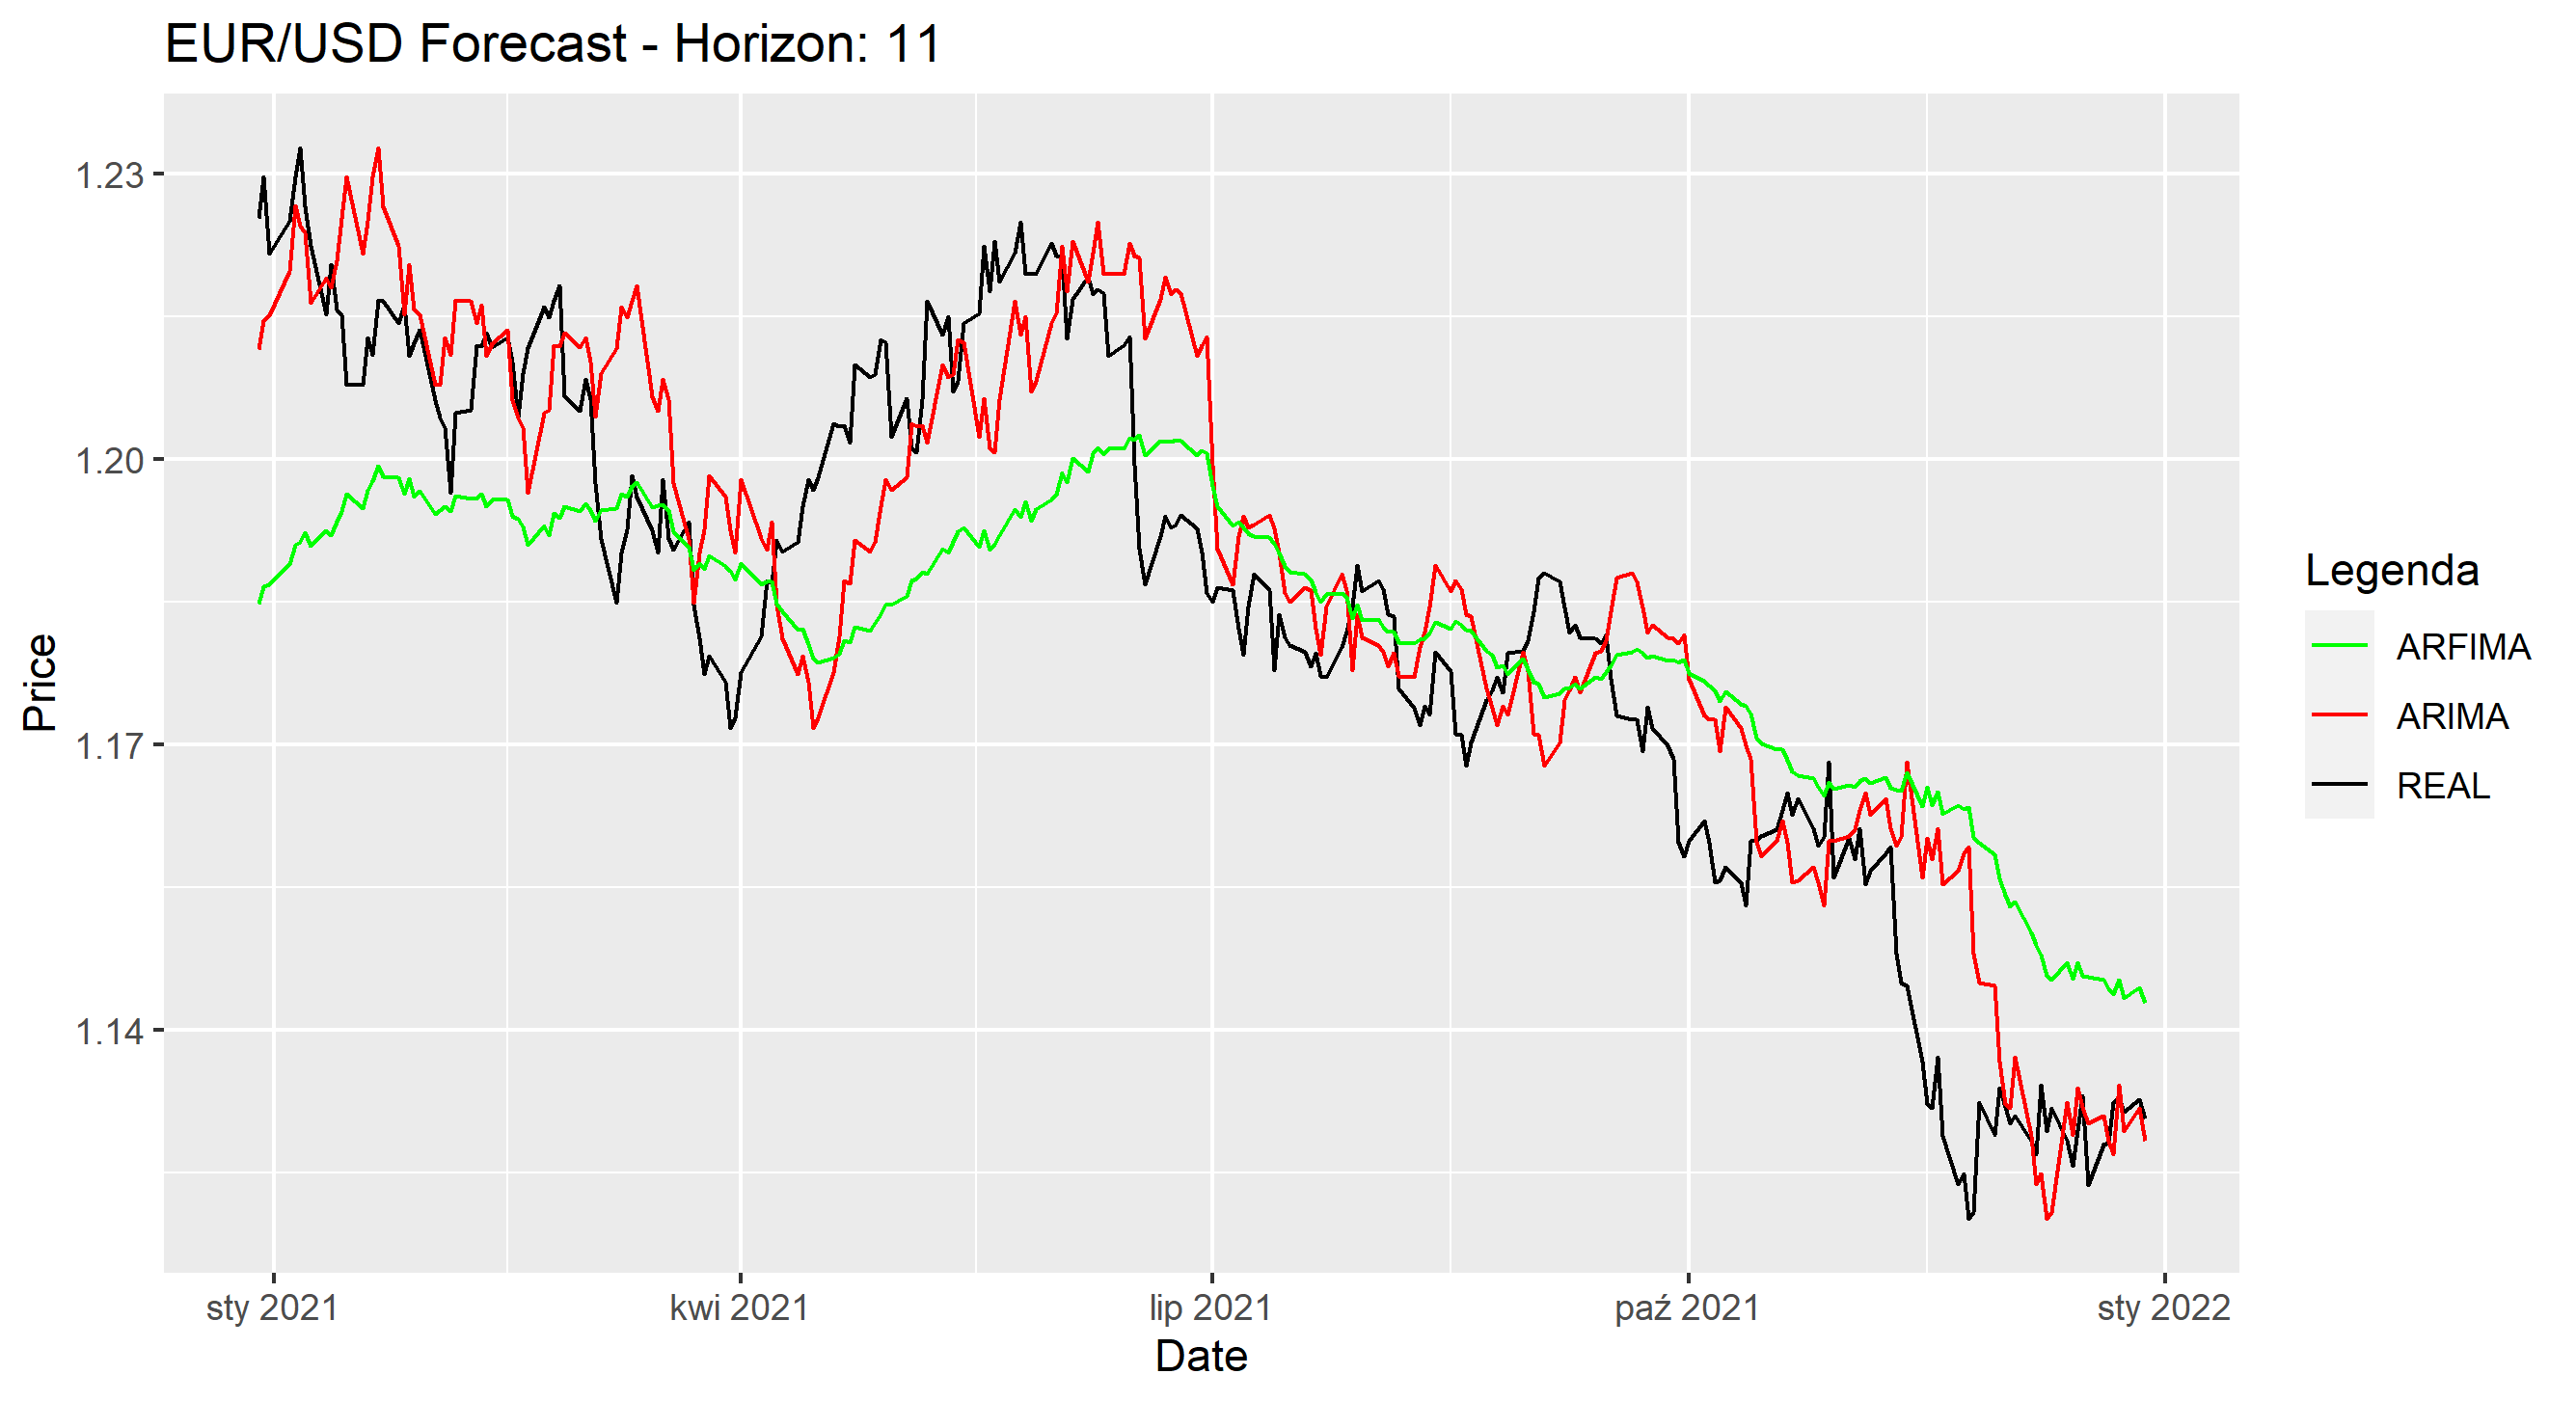 EUR/USD Forecast - Horizon: 11
Price
1.23
1.20
1.17
1.14
sty 2021
kwi 2021
lip 2021
paź 2021
sty 2022
Date
Legenda
ARFIMA
ARIMA
REAL